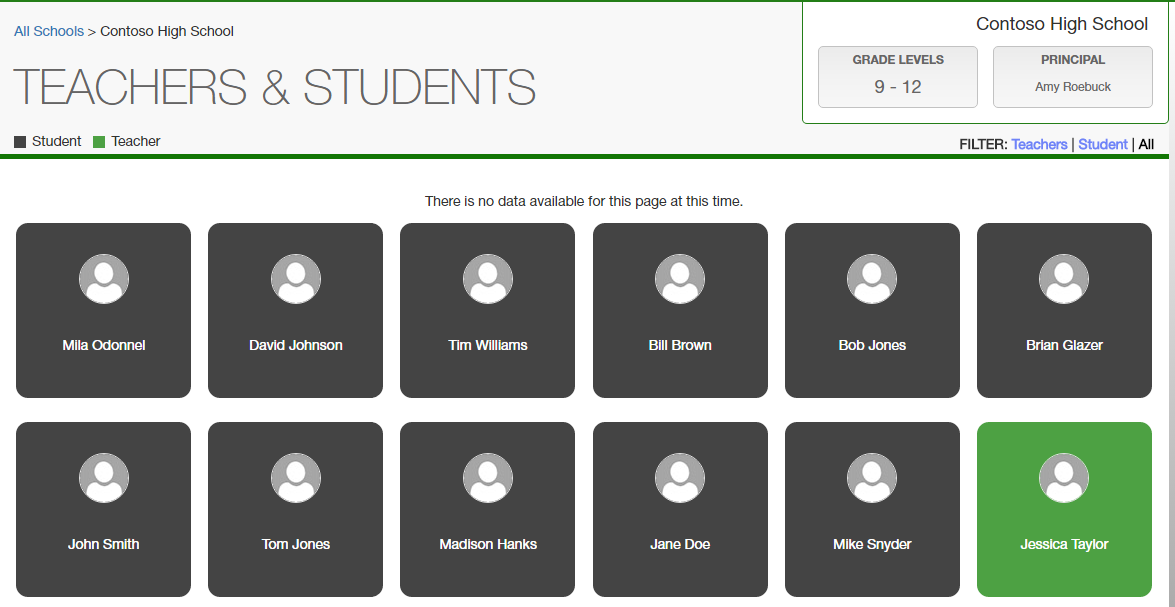 All Schools > Contoso High School
Contoso High School
GRADE LEVELS
9 - 12
PRINCIPAL
Amy Roebuck
TEACHERS & STUDENTS
Student Teacher
FILTER: Teachers | Student | All
There is no data available for this page at this time.
Mila Odonnel
David Johnson
Tim Williams
Bill Brown
Bob Jones
Brian Glazer
John Smith
Tom Jones
Madison Hanks
Jane Doe
Mike Snyder
Jessica Taylor